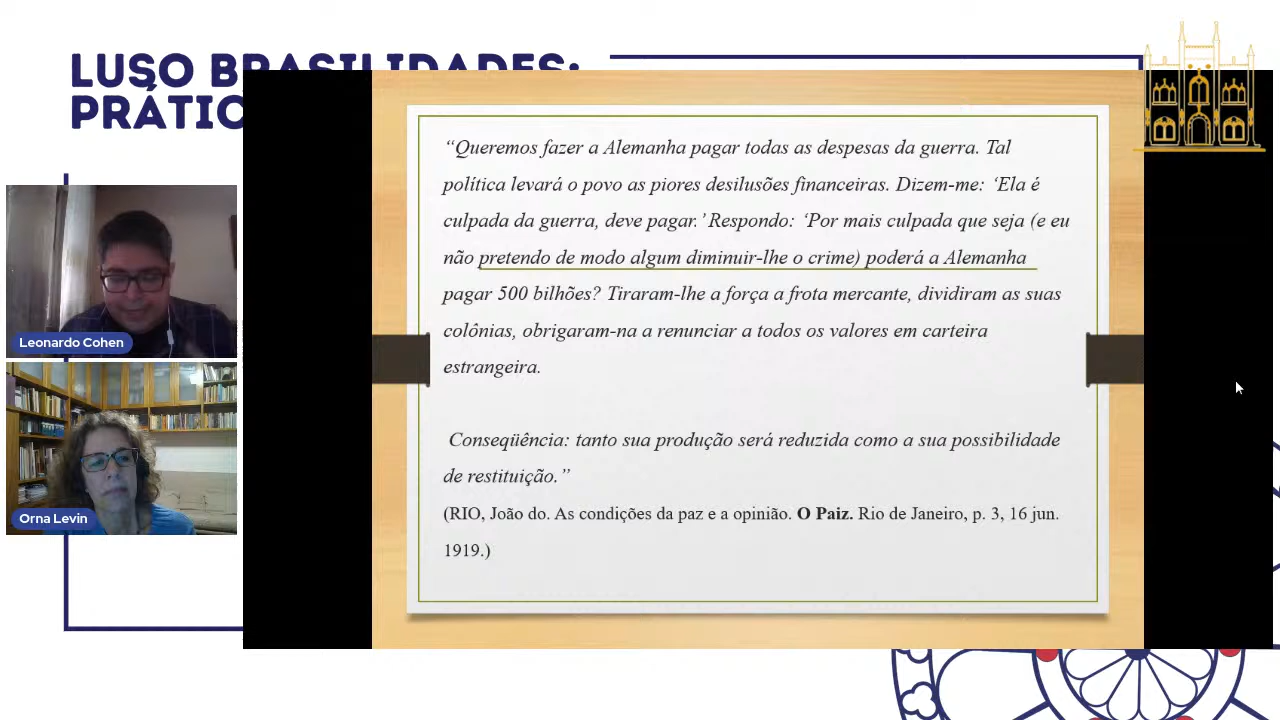 LUSO BRASILIDADES:
PRÁTIC
“Queremos fazer a Alemanha pagar todas as despesas da guerra. Tal
política levará o povo as piores desilusões financeiras. Dizem-me: ‘Ela é
culpada da guerra, deve pagar.’ Respondo: ‘Por mais culpada que seja (e eu
não pretendo de modo algum diminuir-lhe o crime) poderá a Alemanha
pagar 500 bilhões? Tiraram-lhe a força a frota mercante, dividiram as suas
colônias, obrigaram-na a renunciar a todos os valores em carteira
estrangeira.
Conseqüência: tanto sua produção será reduzida como a sua possibilidade
de restituição.”
(RIO, João do. As condições da paz e a opinião. O Paiz. Rio de Janeiro, p. 3, 16 jun.
1919.)
Leonardo Cohen
Orna Levin